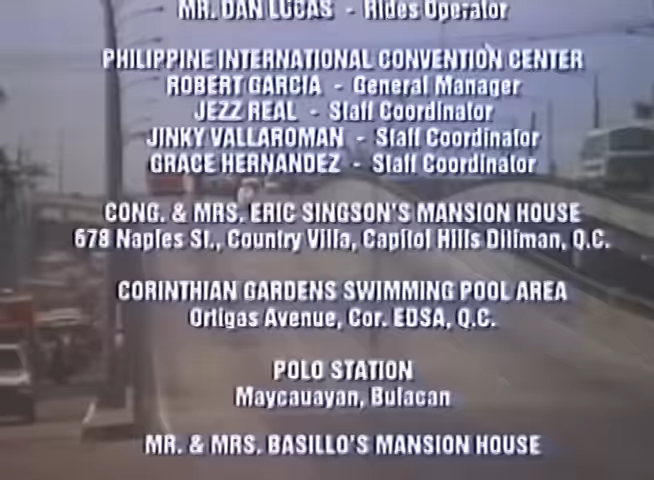 MR. DAN LUCAS - Rides Operator
PHILIPPINE INTERNATIONAL CONVENTION CENTER
ROBERT GARCIA - General Manager
JEZZ REAL - Staff Coordinator
JINKY VALLAROMAN - Staff Coordinator
GRACE HERNANDEZ - Staff Coordinator
CONG. & MRS. ERIC SINGSON'S MANSION HOUSE
678 Naples St., Country Villa, Capitol Hills Diliman, Q.C.
CORINTHIAN GARDENS SWIMMING POOL AREA
Ortigas Avenue, Cor. EDSA, Q.C.
POLO STATION
Maycauayan, Bulacan
MR. & MRS. BASILLO'S MANSION HOUSE